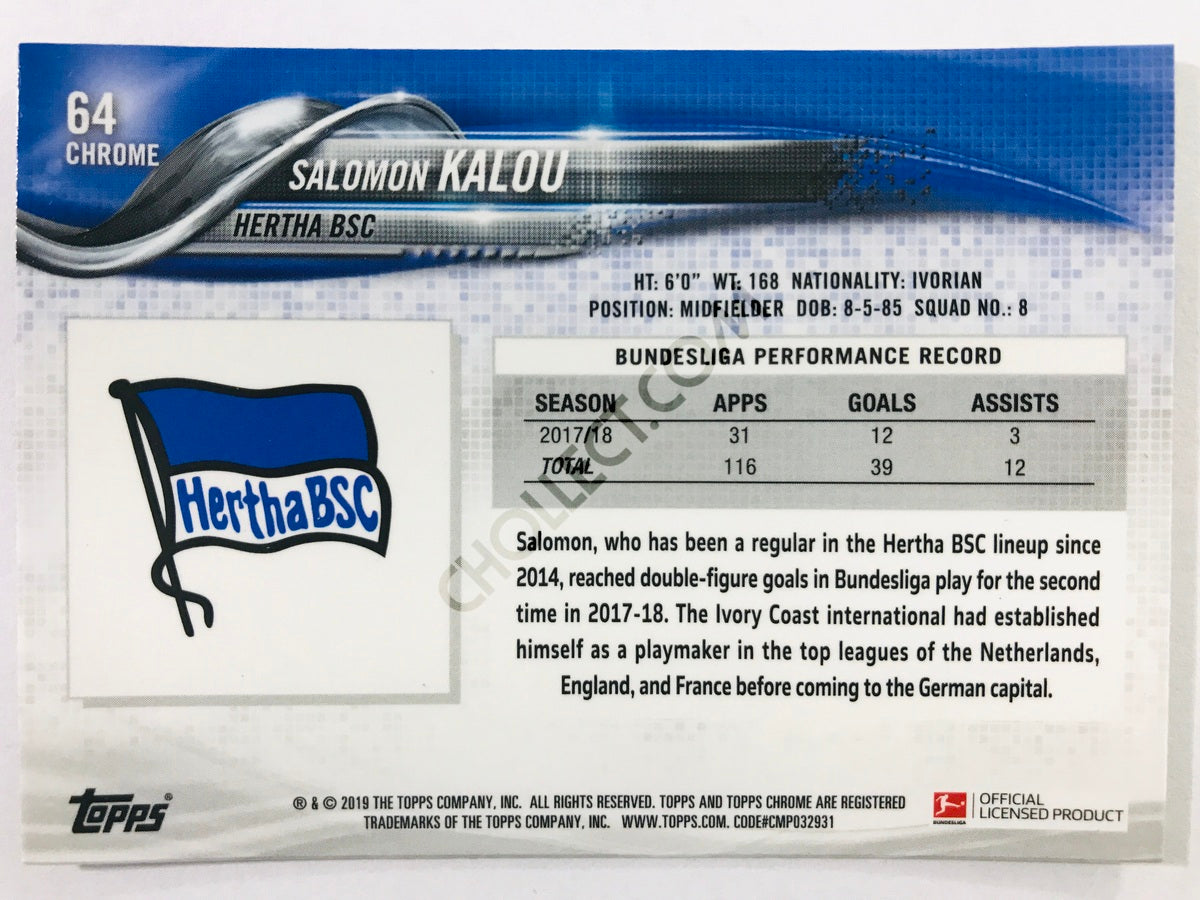 64
CHROME
SALOMON KALOU
HERTHA BSC
HT: 6'0" WT: 168 NATIONALITY: IVORIAN
POSITION: MIDFIELDER DOB: 8-5-85 SQUAD NO.: 8
BUNDESLIGA PERFORMANCE RECORD
SEASON APPS GOALS ASSISTS
2017/18 31 12 3
TOTAL 116 39 12
Hertha BSC
Salomon, who has been a regular in the Hertha BSC lineup since
2014, reached double-figure goals in Bundesliga play for the second
time in 2017-18. The Ivory Coast international had established
himself as a playmaker in the top leagues of the Netherlands,
England, and France before coming to the German capital.
CHOLLECT.COM
topps®
® & © 2019 THE TOPPS COMPANY, INC. ALL RIGHTS RESERVED. TOPPS AND TOPPS CHROME ARE REGISTERED
TRADEMARKS OF THE TOPPS COMPANY, INC. WWW.TOPPS.COM. CODE#CMP032931
BUNDESLIGA
OFFICIAL
LICENSED PRODUCT